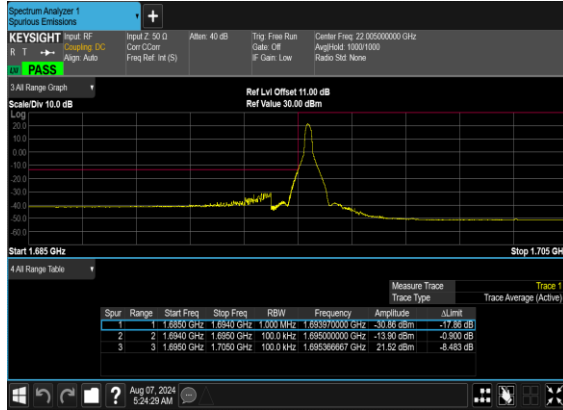 Spectrum Analyzer 1
Spurious Emissions
+
KEYSIGHT
R T
LXI PASS
Input: RF
Coupling: DC
Align: Auto
Input Z: 50 Ω
Corr CCorr
Freq Ref: Int (S)
Atten: 40 dB
Trig: Free Run
Gate: Off
IF Gain: Low
Center Freq: 22.005000000 GHz
Avg|Hold: 1000/1000
Radio Std: None
3 All Range Graph
Scale/Div 10.0 dB
Ref Lvl Offset 11.00 dB
Ref Value 30.00 dBm
Log
20.0
10.0
0.00
-10.0
-20.0
-30.0
-40.0
-50.0
-60.0
Start 1.685 GHz
Stop 1.705 GH
4 All Range Table
Measure Trace Trace 1
Trace Type Trace Average (Active)
Spur Range Start Freq Stop Freq RBW Frequency Amplitude ΔLimit
1 1 1.6850 GHz 1.6940 GHz 1.000 MHz 1.693970000 GHz -30.86 dBm -17.86 dB
2 2 1.6940 GHz 1.6950 GHz 100.0 kHz 1.695000000 GHz -13.90 dBm -0.900 dB
3 3 1.6950 GHz 1.7050 GHz 100.0 kHz 1.695366667 GHz 21.52 dBm -8.483 dB
?
Aug 07, 2024
5:24:29 AM